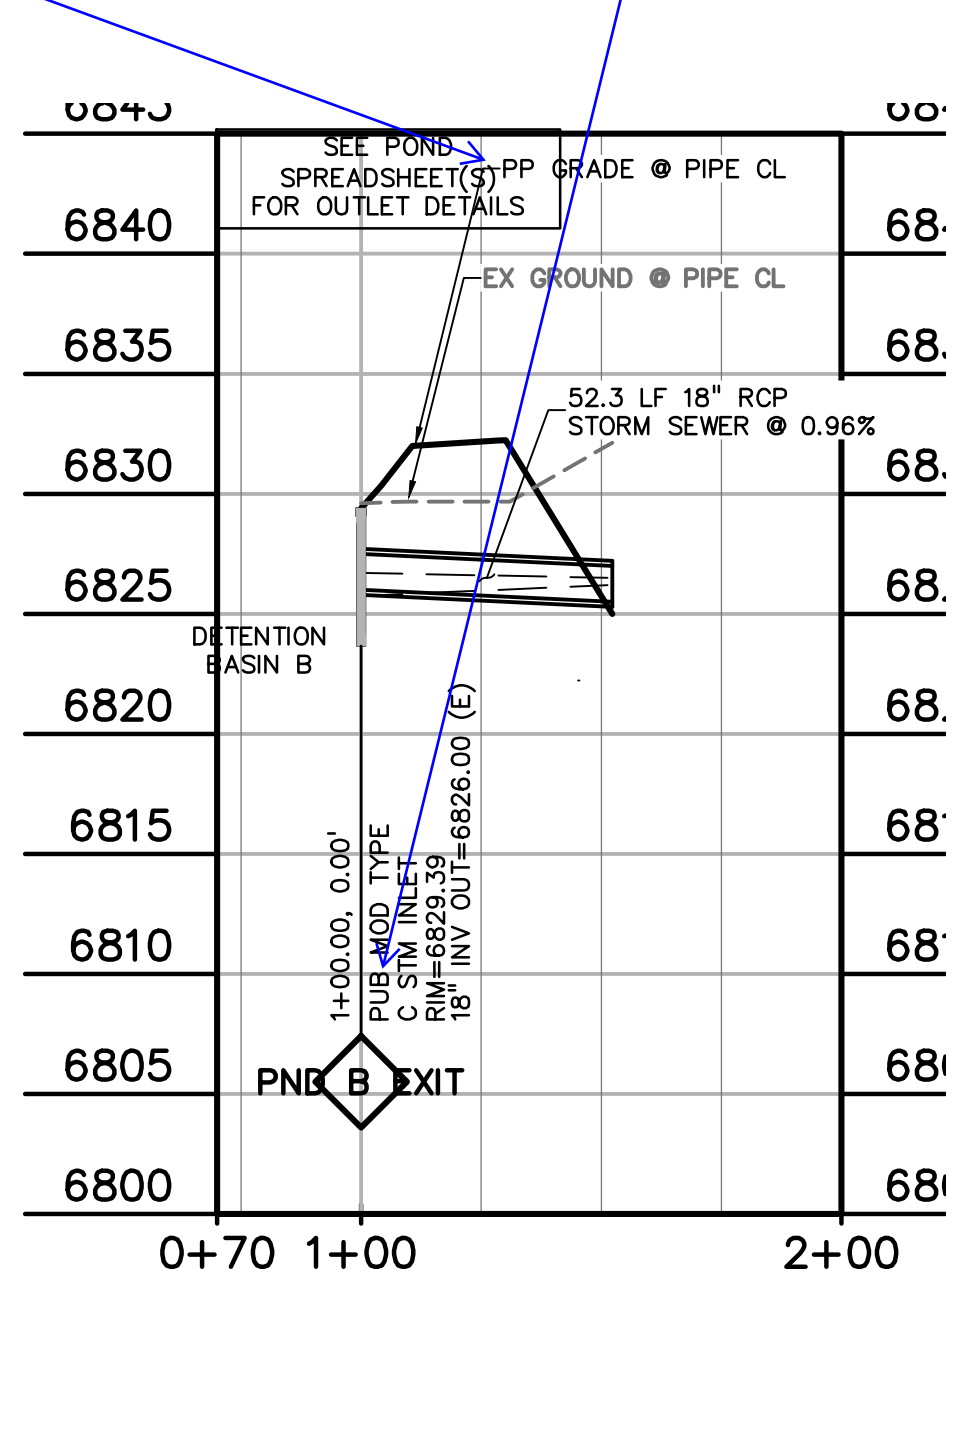 SEE POND
SPREADSHEET(S)
FOR OUTLET DETAILS
PP GRADE @ PIPE CL
6840
EX GROUND @ PIPE CL
6835
52.3 LF 18" RCP
STORM SEWER @ 0.96%
6830
6825
DETENTION
BASIN B
6820
6815
1+00.00, 0.00'
PUB MOD TYPE
C STM INLET
RIM=6829.39
18" INV OUT=6826.00 (E)
6810
6805
PND B EXIT
6800
0+70 1+00 2+00